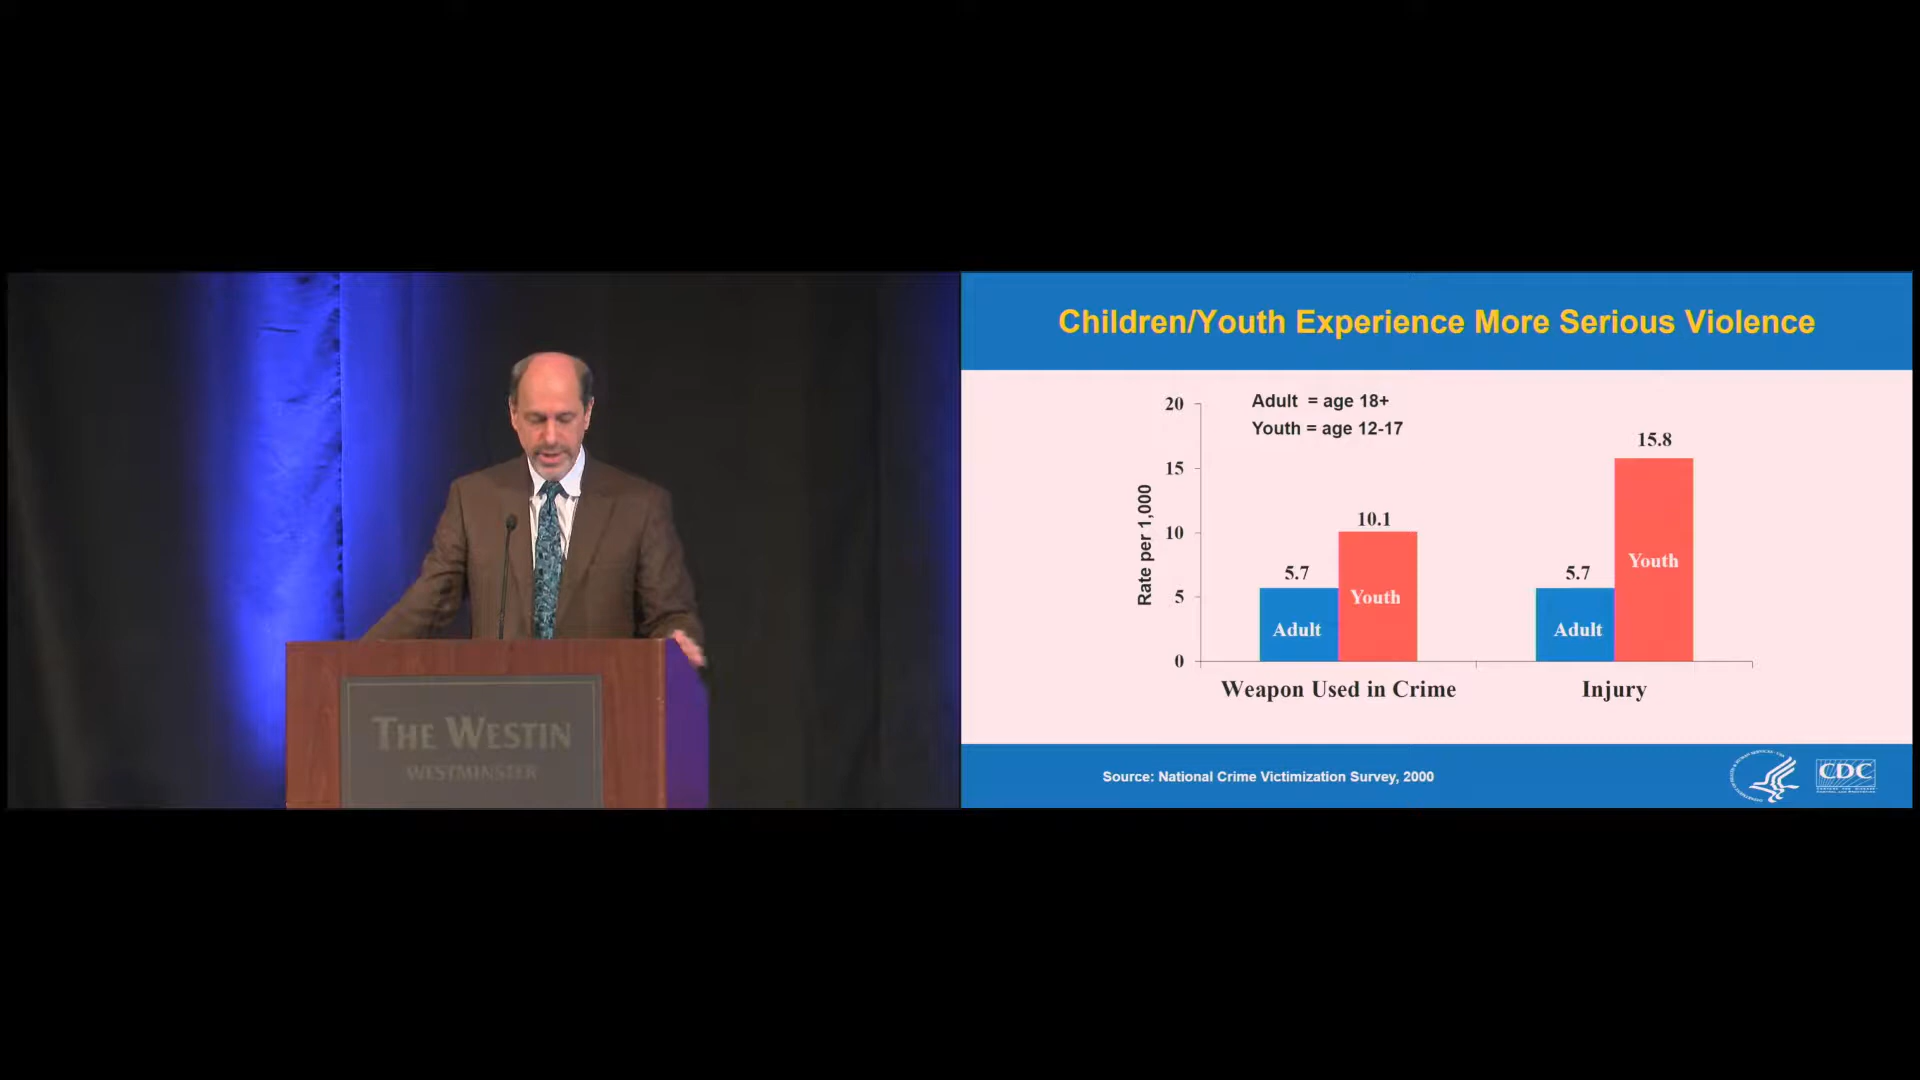 THE WESTIN
WESTMINSTER
Children/Youth Experience More Serious Violence
Adult = age 18+
Youth = age 12-17
Rate per 1,000
20
15
10
5
0
5.7
Adult
10.1
Youth
5.7
Adult
15.8
Youth
Weapon Used in Crime
Injury
Source: National Crime Victimization Survey, 2000
CDC